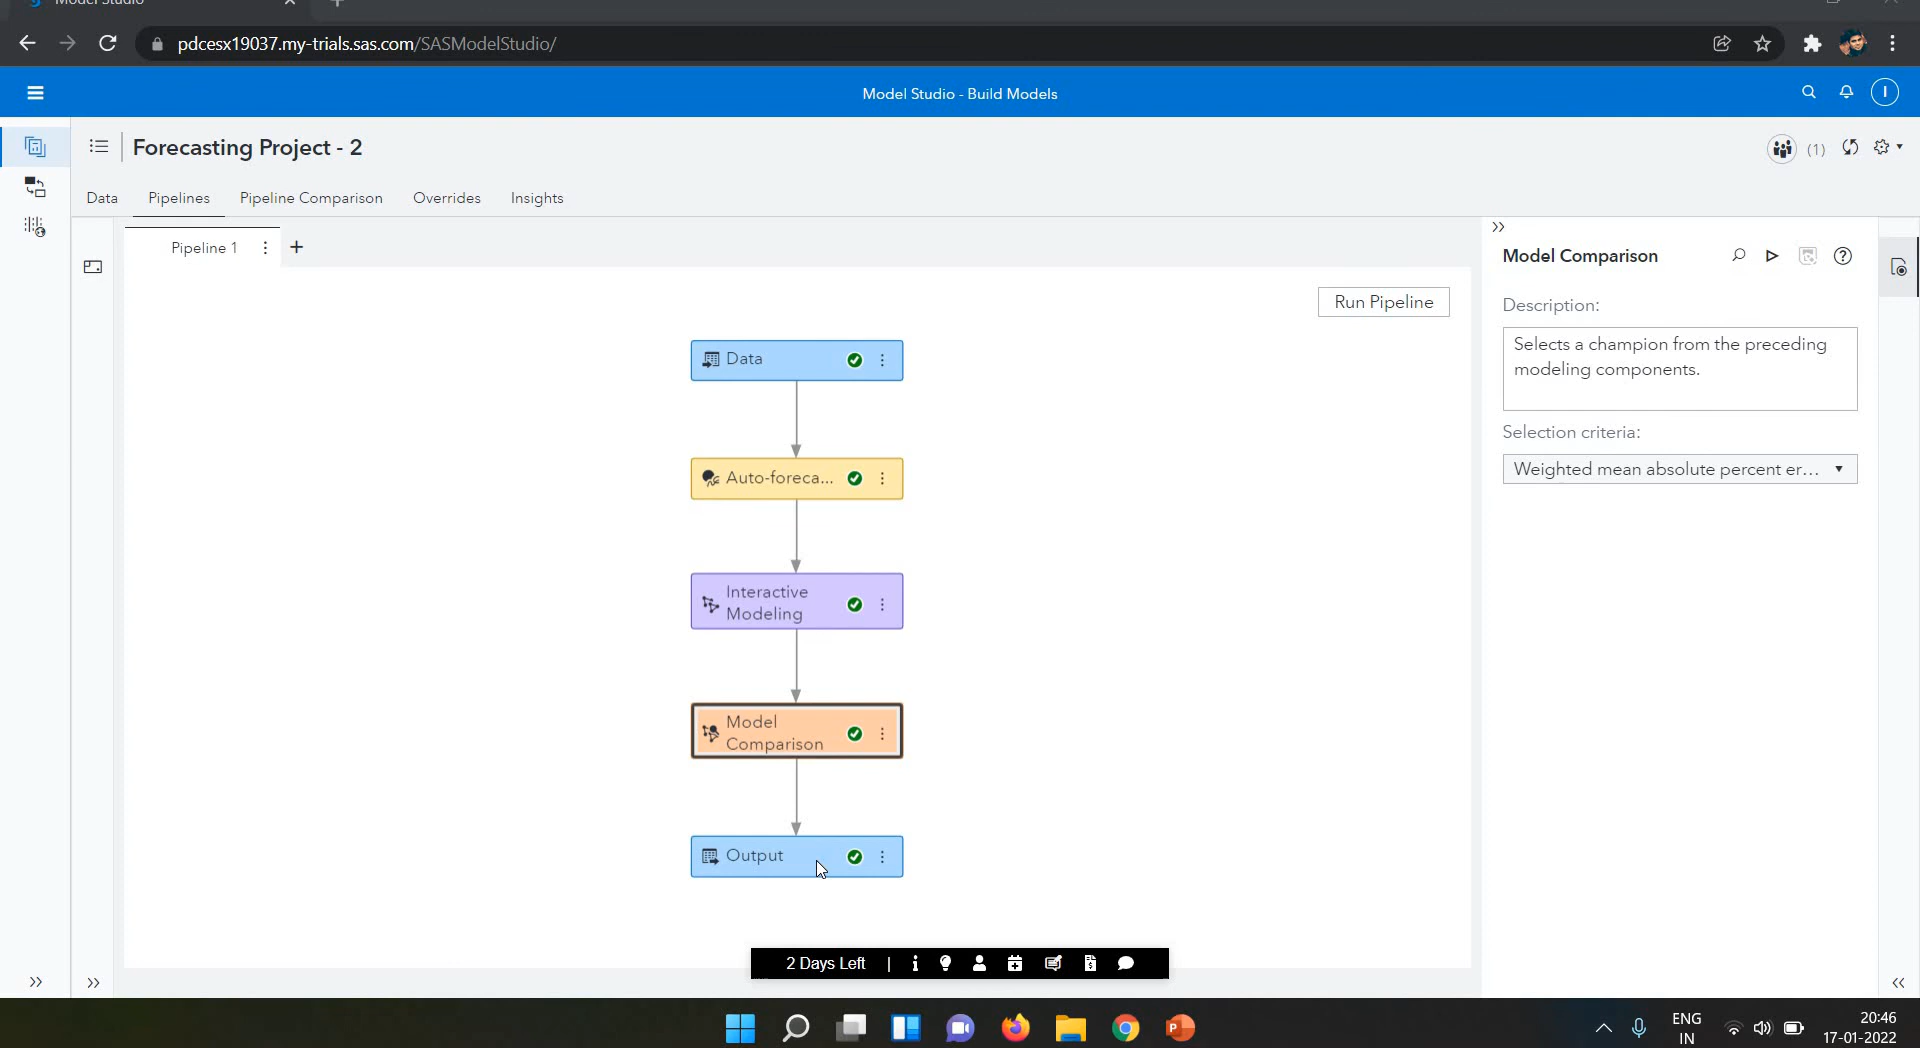 Model Studio
pdcesx19037.my-trials.sas.com/SASModelStudio/
Model Studio - Build Models
I
Forecasting Project - 2
(1)
Data
Pipelines
Pipeline Comparison
Overrides
Insights
Pipeline 1
Run Pipeline
Data
Auto-foreca...
Interactive
Modeling
Model
Comparison
Output
Model Comparison
Description:
Selects a champion from the preceding
modeling components.
Selection criteria:
Weighted mean absolute percent er...
2 Days Left |
ENG
IN
20:46
17-01-2022